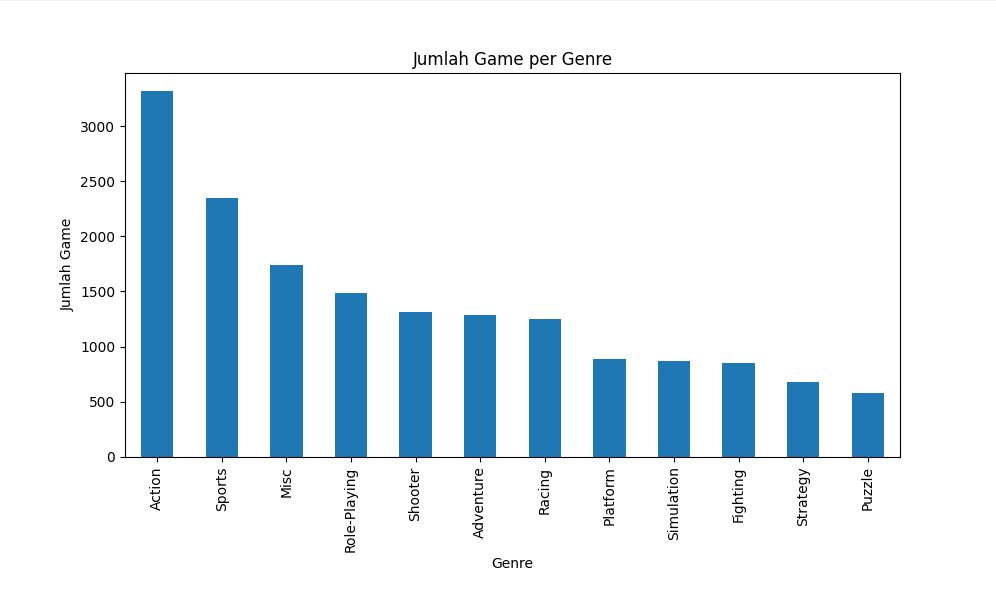 Jumlah Game per Genre
Jumlah Game
3000
2500
2000
1500
1000
500
0
Action
Sports
Misc
Role-Playing
Shooter
Adventure
Racing
Platform
Simulation
Fighting
Strategy
Puzzle
Genre